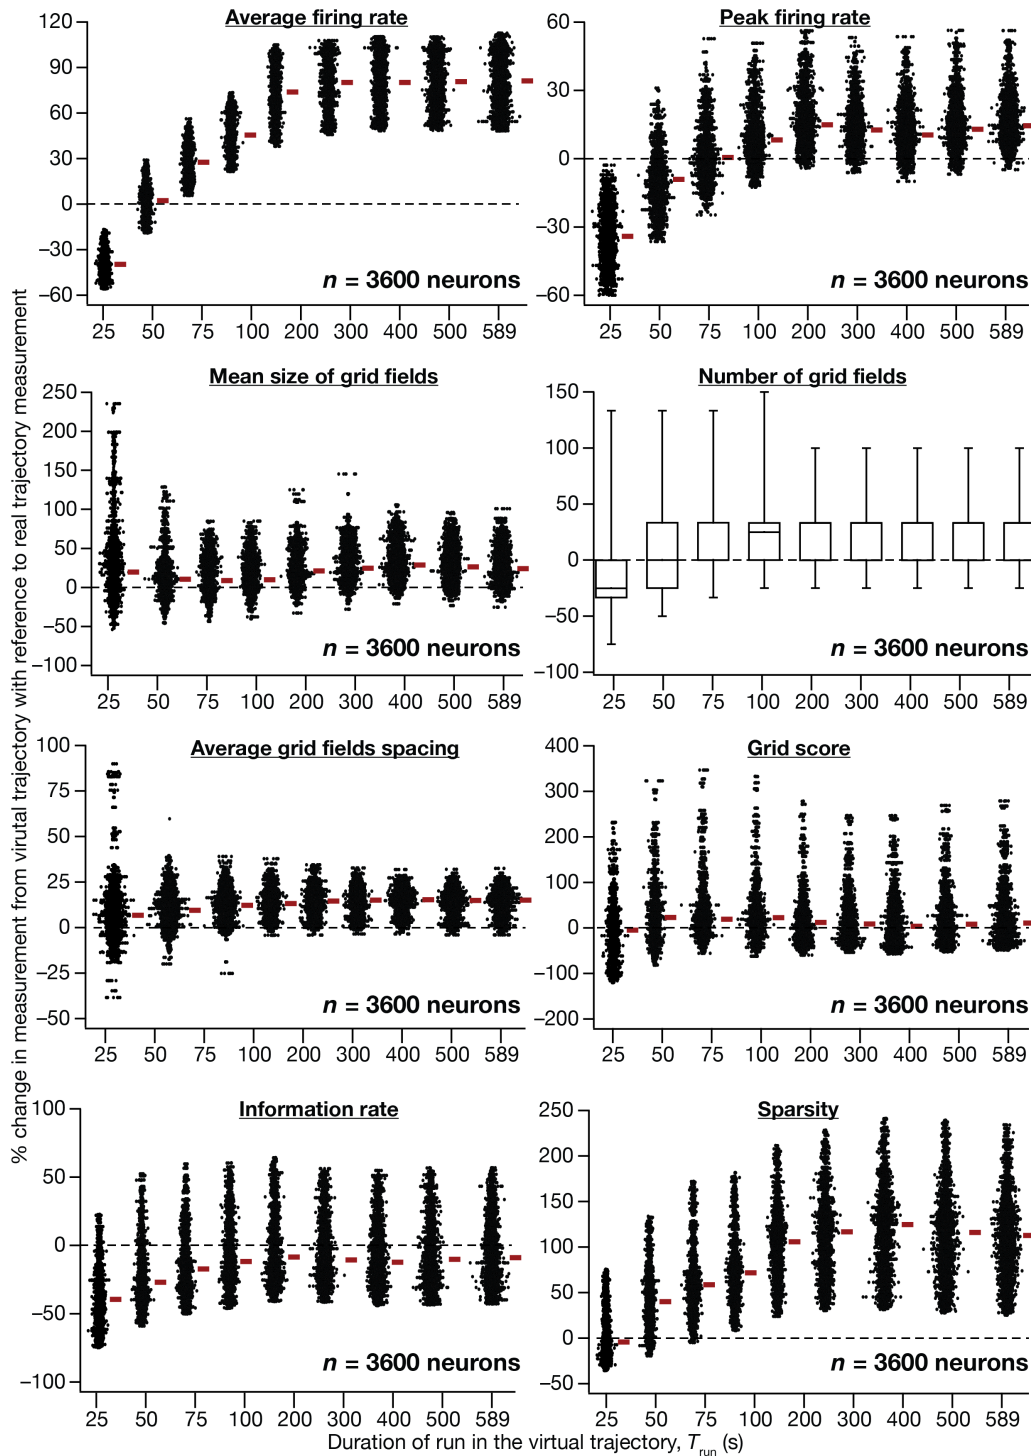 % change in measurement from virutal trajectory with reference to real trajectory measurement
Average firing rate
120
90
60
30
0
−30
−60
n = 3600 neurons
25 50 75 100 200 300 400 500 589
Peak firing rate
60
30
0
−30
−60
n = 3600 neurons
25 50 75 100 200 300 400 500 589
Mean size of grid fields
250
200
150
100
50
0
−50
−100
n = 3600 neurons
25 50 75 100 200 300 400 500 589
Number of grid fields
150
100
50
0
−50
−100
n = 3600 neurons
25 50 75 100 200 300 400 500 589
Average grid fields spacing
100
75
50
25
0
−25
−50
n = 3600 neurons
25 50 75 100 200 300 400 500 589
Grid score
400
300
200
100
0
−100
−200
n = 3600 neurons
25 50 75 100 200 300 400 500 589
Information rate
100
50
0
−50
−100
n = 3600 neurons
25 50 75 100 200 300 400 500 589
Sparsity
250
200
150
100
50
0
−50
n = 3600 neurons
25 50 75 100 200 300 400 500 589
Duration of run in the virtual trajectory, Trun (s)